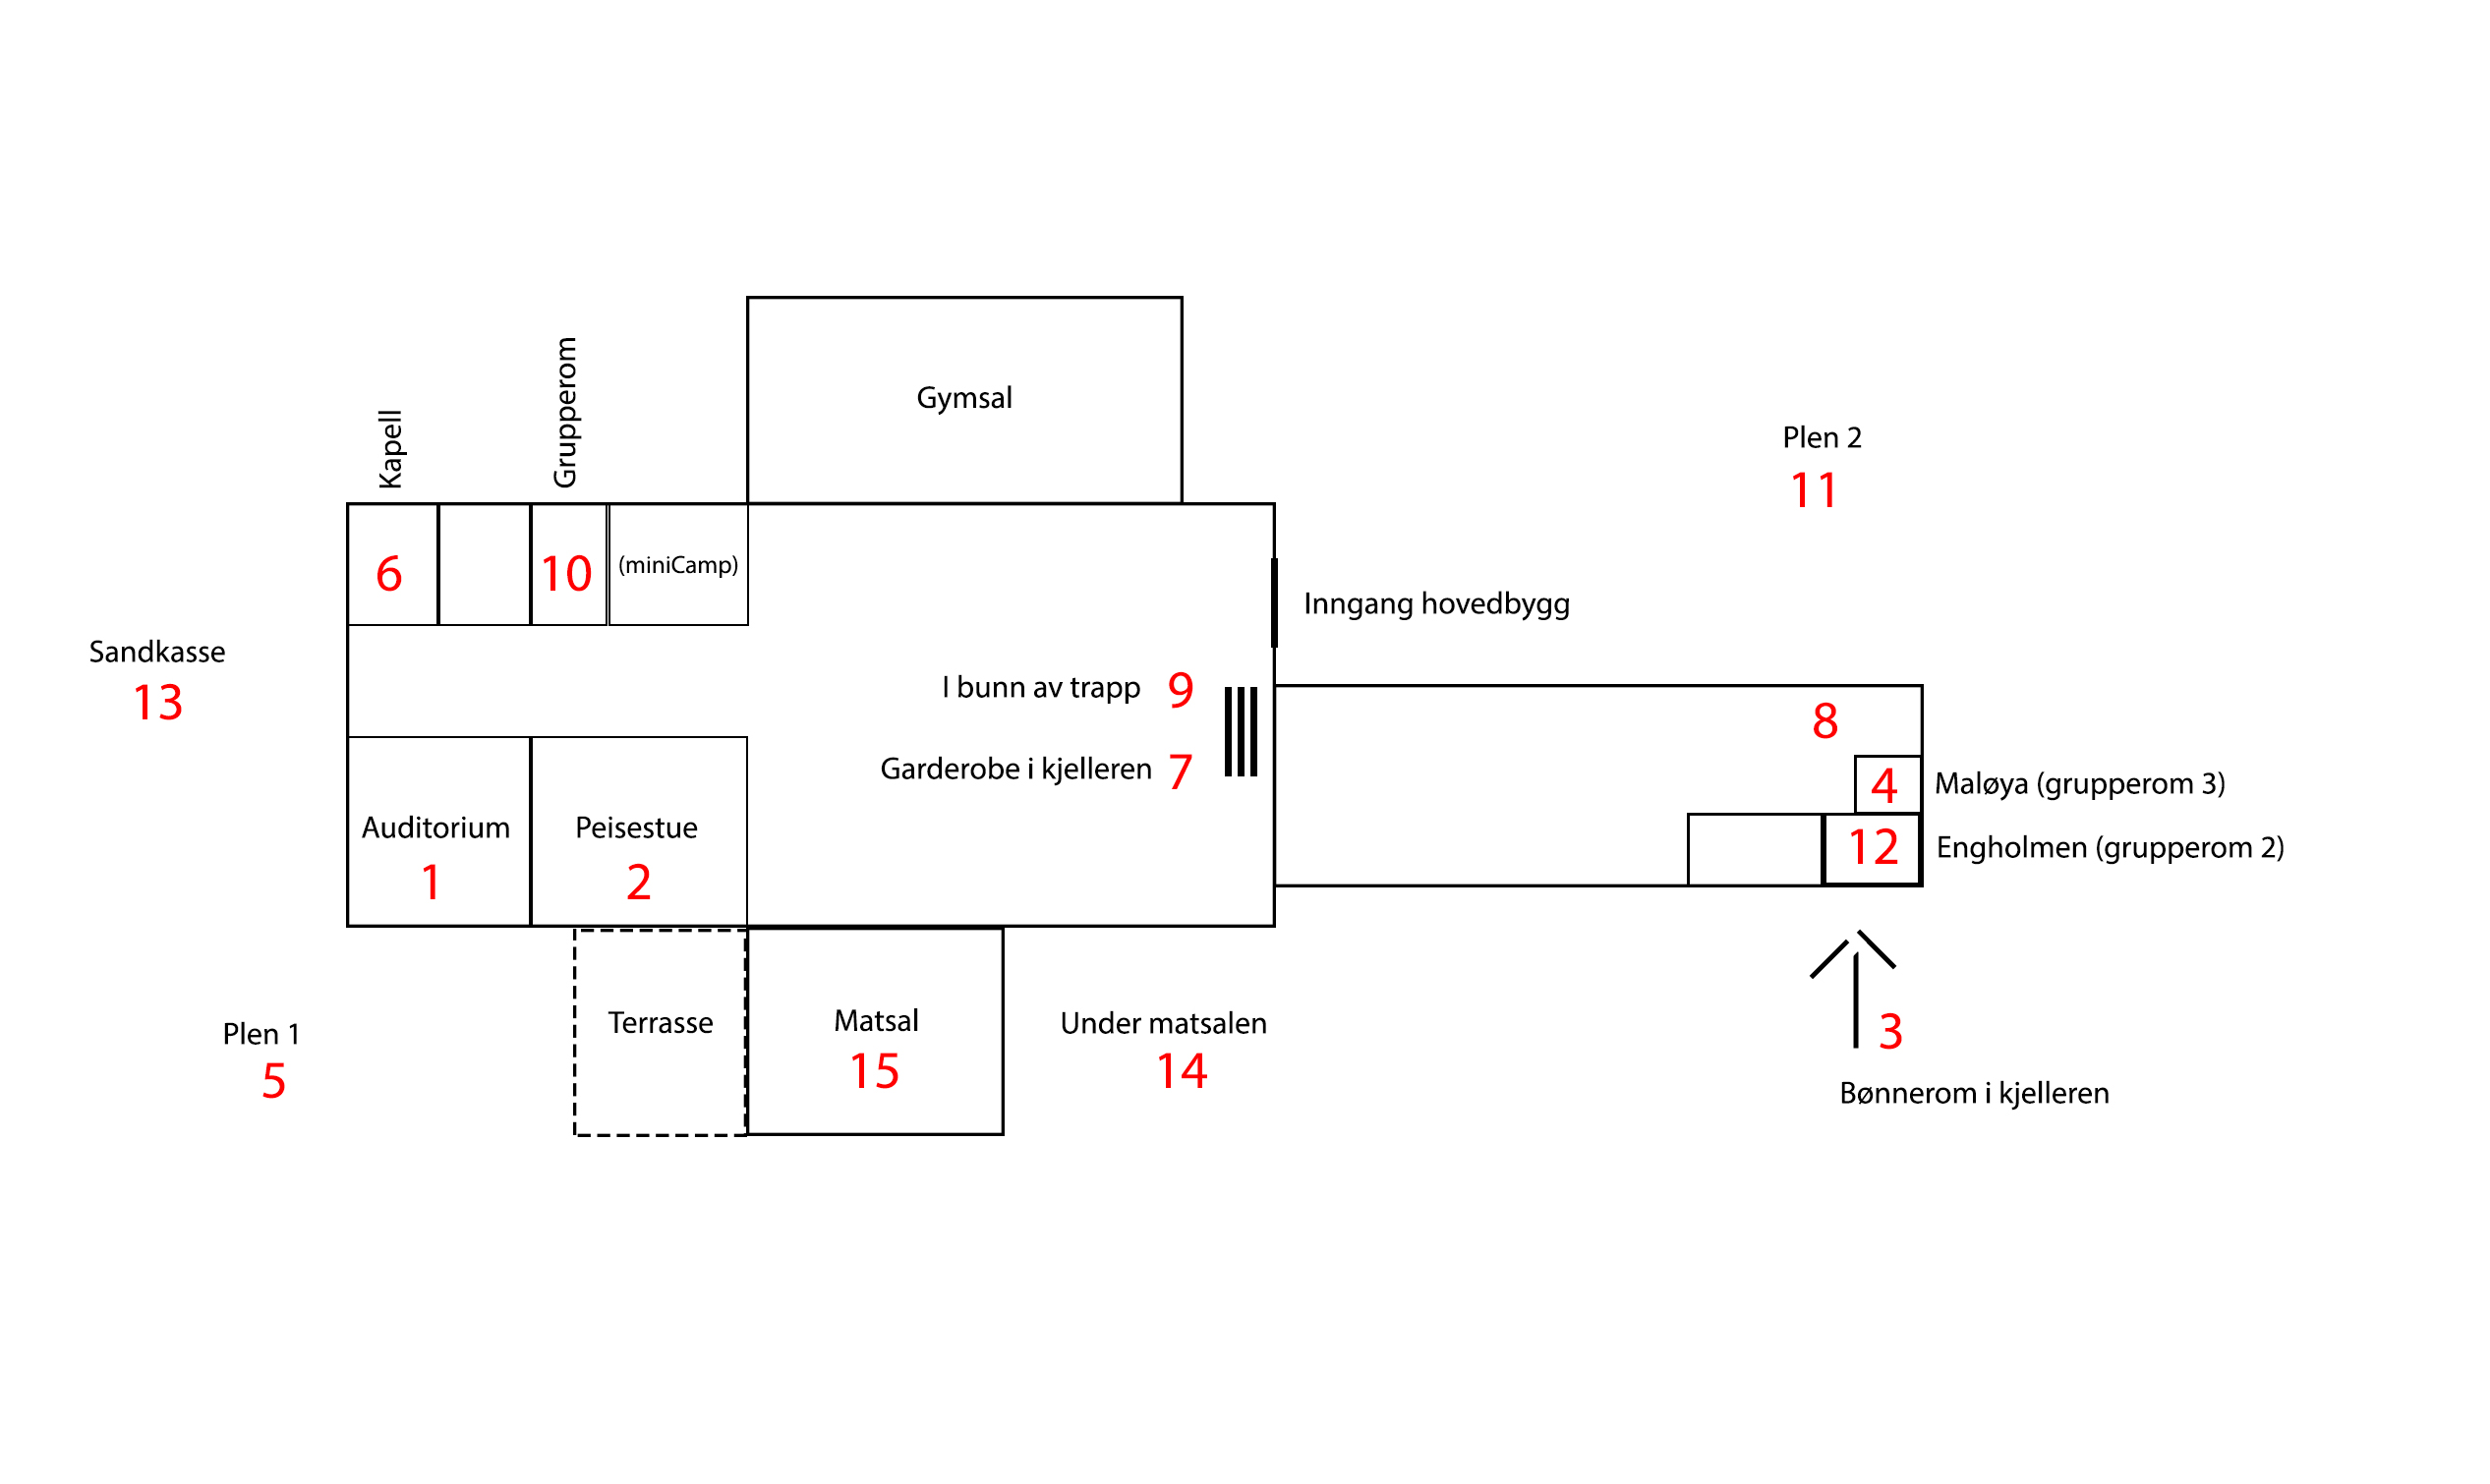 Kapell
Grupperom
Gymsal
Plen 2
11
6
10
(miniCamp)
Inngang hovedbygg
Sandkasse
13
I bunn av trapp 9
8
Garderobe i kjelleren 7
4 Maløya (grupperom 3)
12 Engholmen (grupperom 2)
Auditorium
1
Peisestue
2
Plen 1
5
Terrasse
Matsal
15
Under matsalen
14
3
Bønnerom i kjelleren